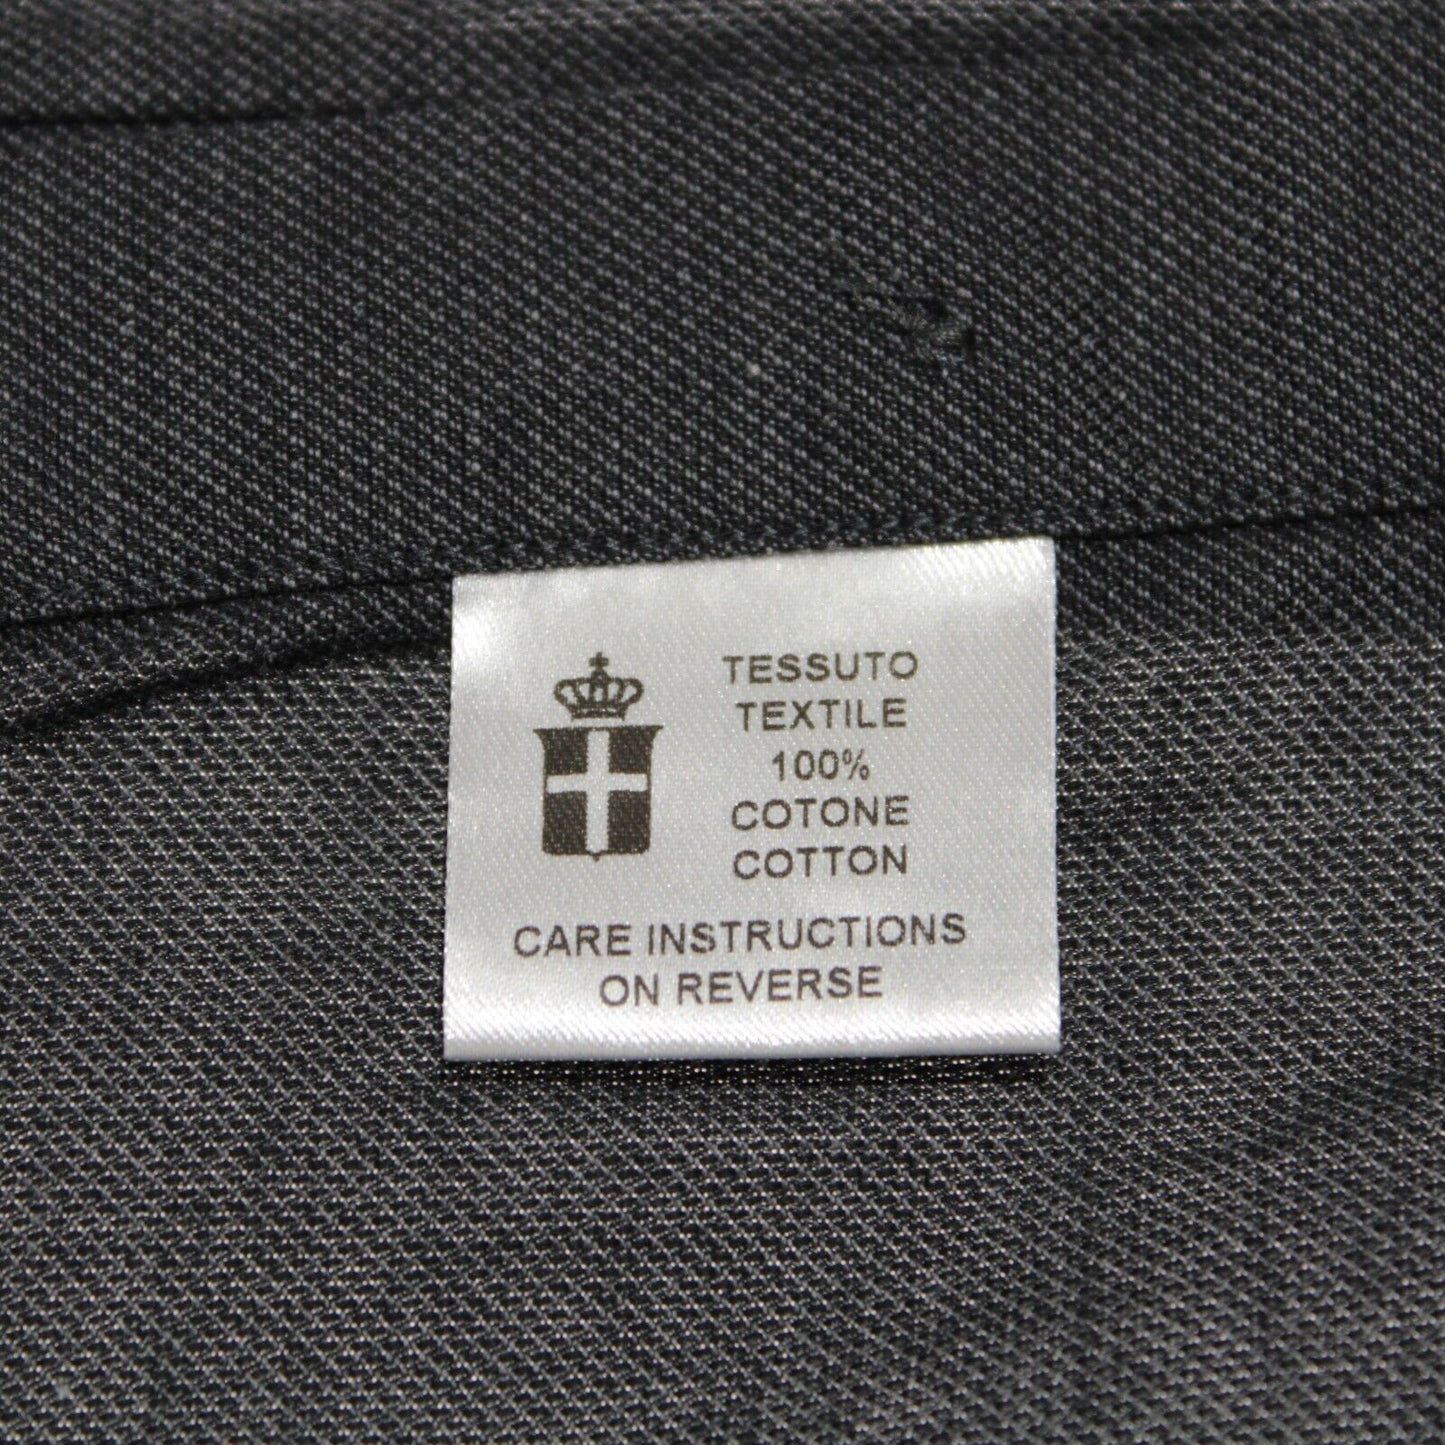 TESSUTO
TEXTILE
100%
COTONE
COTTON
CARE INSTRUCTIONS
ON REVERSE